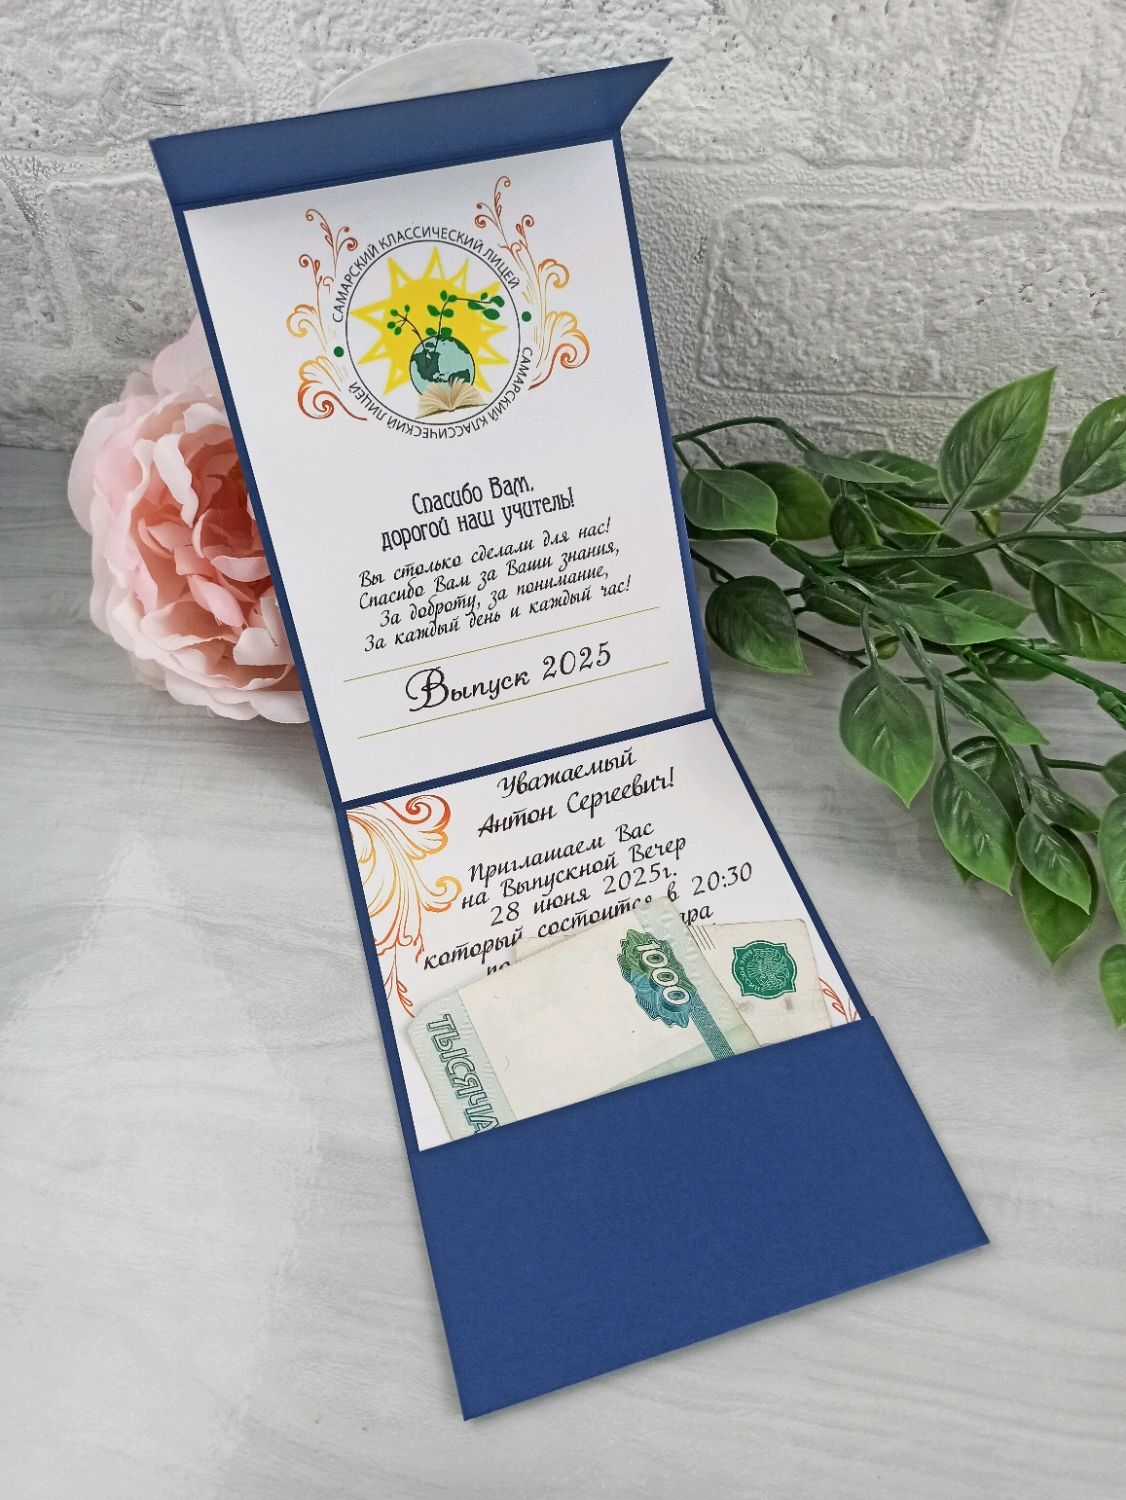 САМАРСКИЙ КЛАССИЧЕСКИЙ ЛИЦЕЙ
САМАРСКИЙ КЛАССИЧЕСКИЙ ЛИЦЕЙ
Спасибо Вам,
дорогой наш учитель!
Вы столько сделали для нас!
Спасибо Вам за Ваши знания,
За доброту, за понимание,
За каждый день и каждый час!
Выпуск 2025
Уважаемый
Антон Сергеевич!
Приглашаем Вас
на Выпускной Вечер
28 июня 2025г.
который состоится в 20:30
1000
ТЫСЯЧА